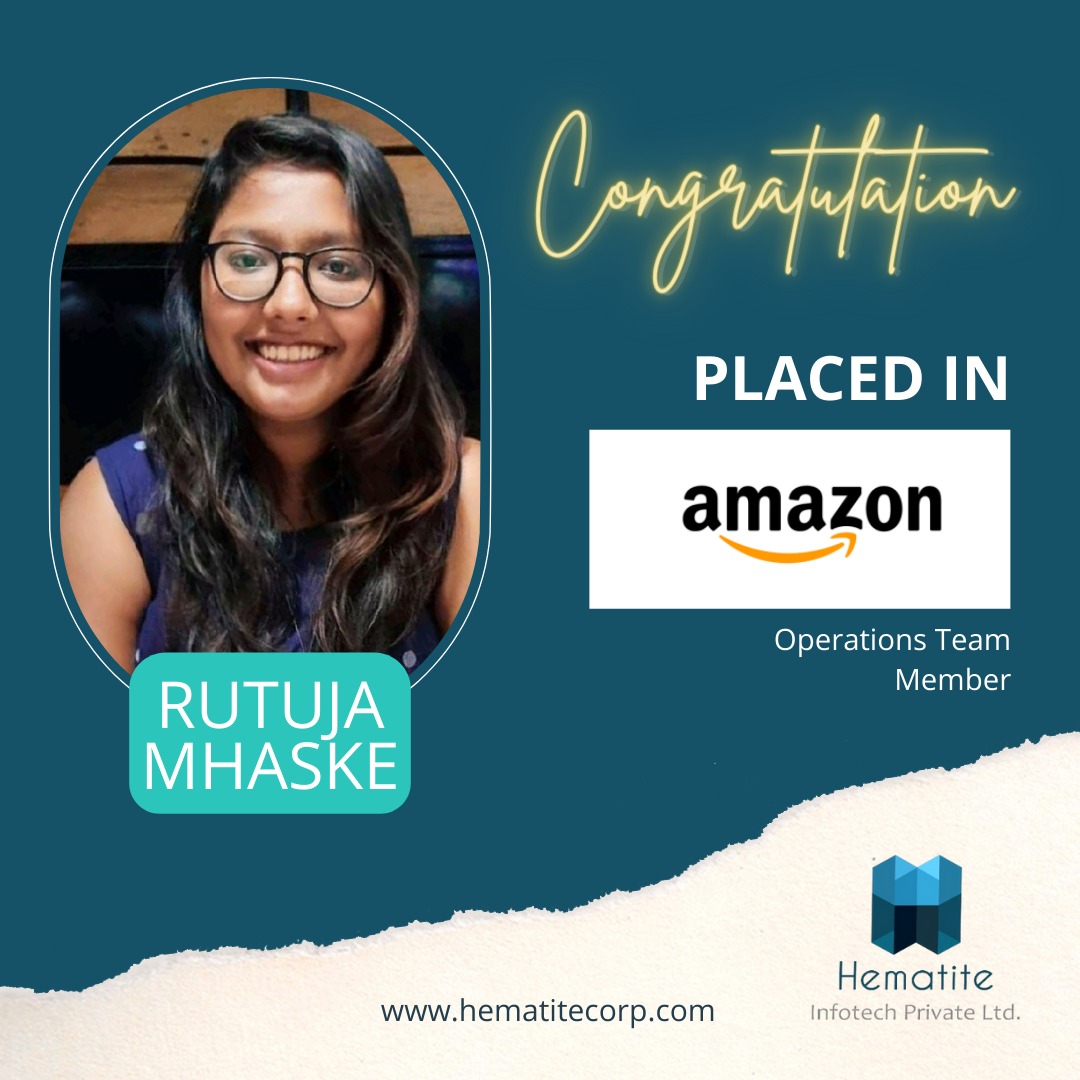 Congratulation
PLACED IN
amazon
Operations Team
Member
RUTUJA
MHASKE
Hematite
Infotech Private Ltd.
www.hematitecorp.com